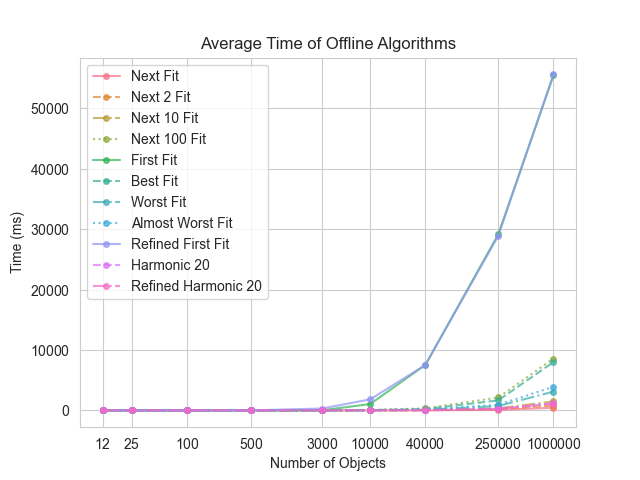 Average Time of Offline Algorithms
Time (ms)
50000
40000
30000
20000
10000
0
Next Fit
Next 2 Fit
Next 10 Fit
Next 100 Fit
First Fit
Best Fit
Worst Fit
Almost Worst Fit
Refined First Fit
Harmonic 20
Refined Harmonic 20
12 25 100 500 3000 10000 40000 250000 1000000
Number of Objects